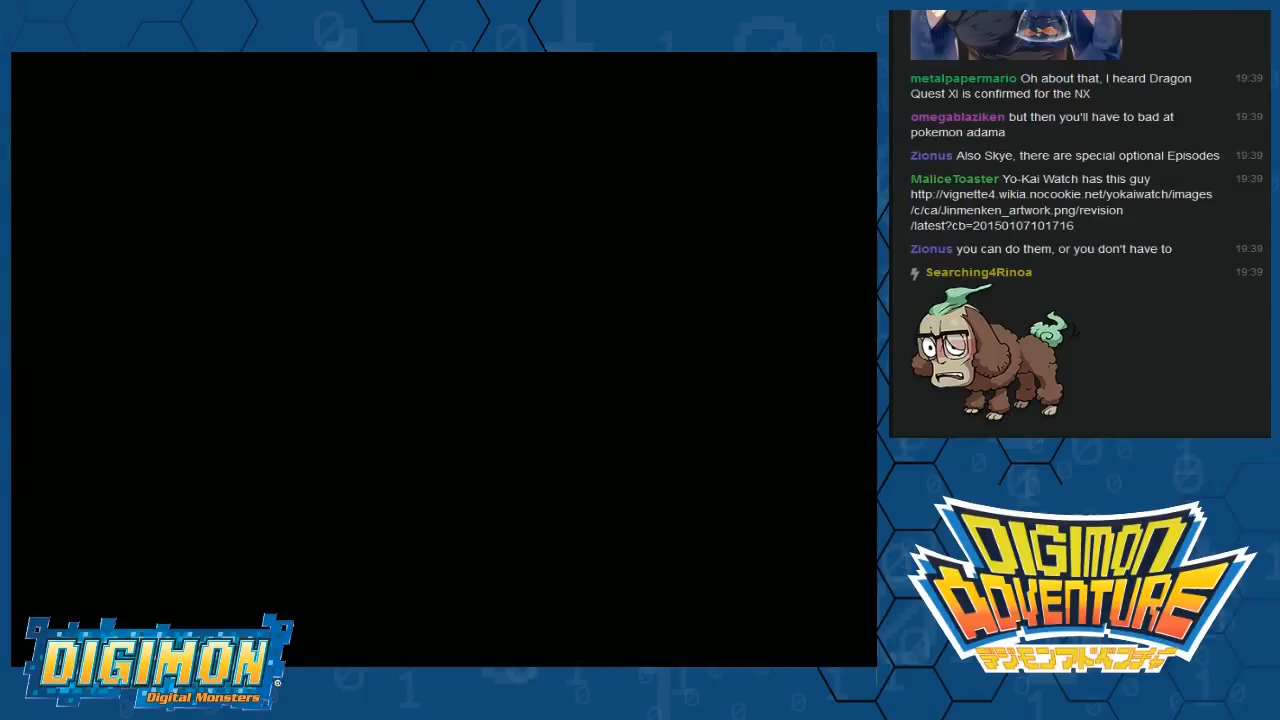 metalpapermario Oh about that, I heard Dragon 19:39
Quest XI is confirmed for the NX
omegablaziken but then you'll have to bad at 19:39
pokemon adama
Zionus Also Skye, there are special optional Episodes 19:39
MaliceToaster Yo-Kai Watch has this guy 19:39
http://vignette4.wikia.nocookie.net/yokaiwatch/images
/c/ca/Jinmenken_artwork.png/revision
/latest?cb=20150107101716
Zionus you can do them, or you don't have to 19:39
Searching4Rinoa 19:39
DIGIMON
ADVENTURE
デジモンアドベンチャー
DIGIMON
Digital Monsters